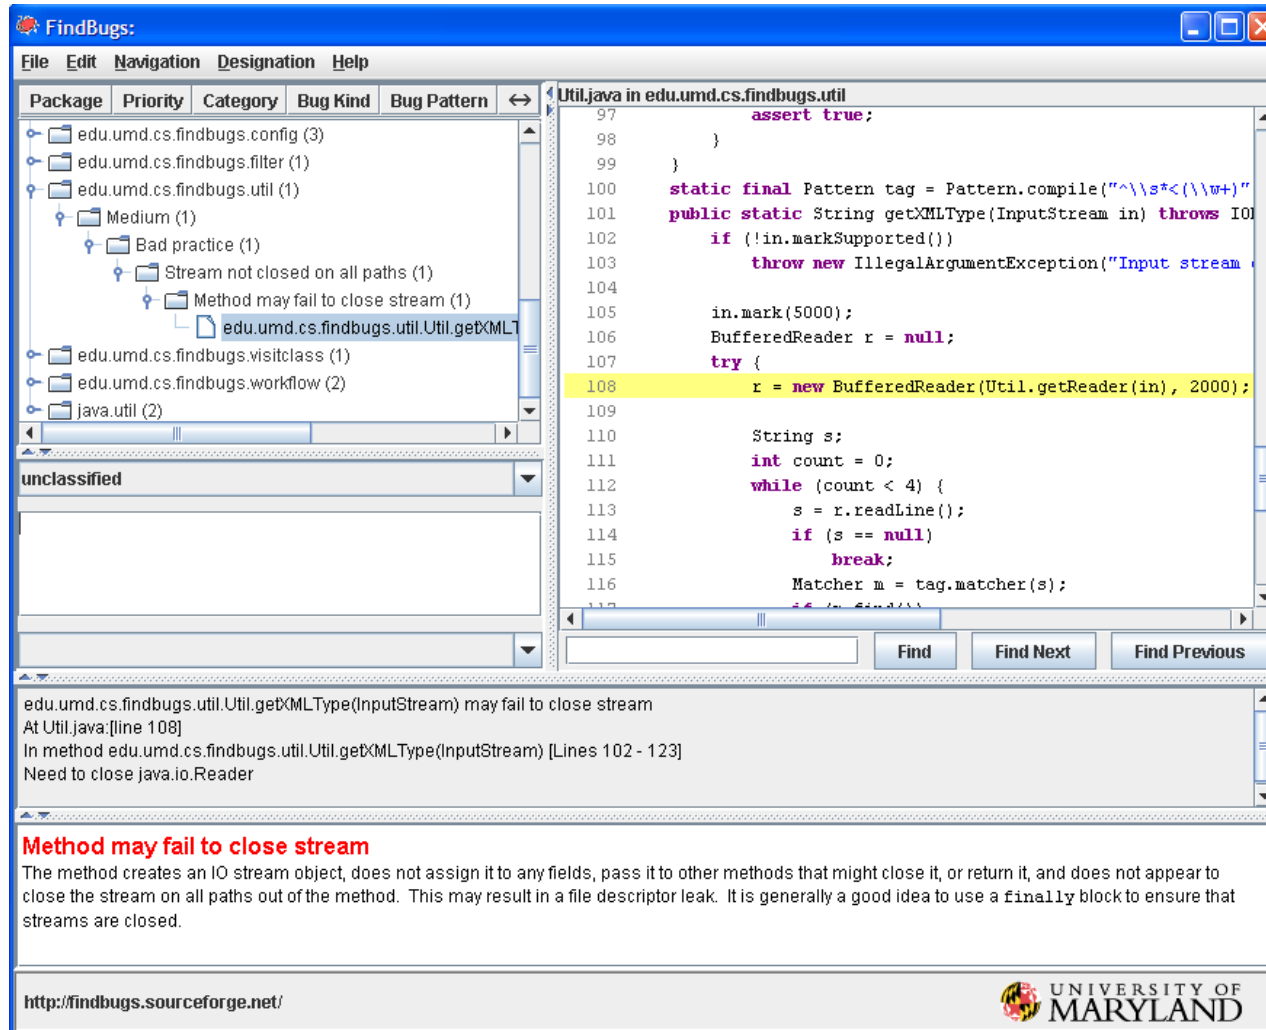 FindBugs:
File Edit Navigation Designation Help
Package Priority Category Bug Kind Bug Pattern
edu.umd.cs.findbugs.config (3)
edu.umd.cs.findbugs.filter (1)
edu.umd.cs.findbugs.util (1)
Medium (1)
Bad practice (1)
Stream not closed on all paths (1)
Method may fail to close stream (1)
edu.umd.cs.findbugs.util.Util.getXMLT
edu.umd.cs.findbugs.visitclass (1)
edu.umd.cs.findbugs.workflow (2)
java.util (2)
unclassified
Util.java in edu.umd.cs.findbugs.util
97 assert true;
98 }
99 }
100 static final Pattern tag = Pattern.compile("^\\s*<(\\w+)"
101 public static String getXMLType(InputStream in) throws IOE
102 if (!in.markSupported())
103 throw new IllegalArgumentException("Input stream
104
105 in.mark(5000);
106 BufferedReader r = null;
107 try {
108 r = new BufferedReader(Util.getReader(in), 2000);
109
110 String s;
111 int count = 0;
112 while (count < 4) {
113 s = r.readLine();
114 if (s == null)
115 break;
116 Matcher m = tag.matcher(s);
117 if (m.find())
Find Find Next Find Previous
edu.umd.cs.findbugs.util.Util.getXMLType(InputStream) may fail to close stream
At Util.java:[line 108]
In method edu.umd.cs.findbugs.util.Util.getXMLType(InputStream) [Lines 102 - 123]
Need to close java.io.Reader
Method may fail to close stream
The method creates an IO stream object, does not assign it to any fields, pass it to other methods that might close it, or return it, and does not appear to
close the stream on all paths out of the method. This may result in a file descriptor leak. It is generally a good idea to use a finally block to ensure that
streams are closed.
http://findbugs.sourceforge.net/
UNIVERSITY OF
MARYLAND